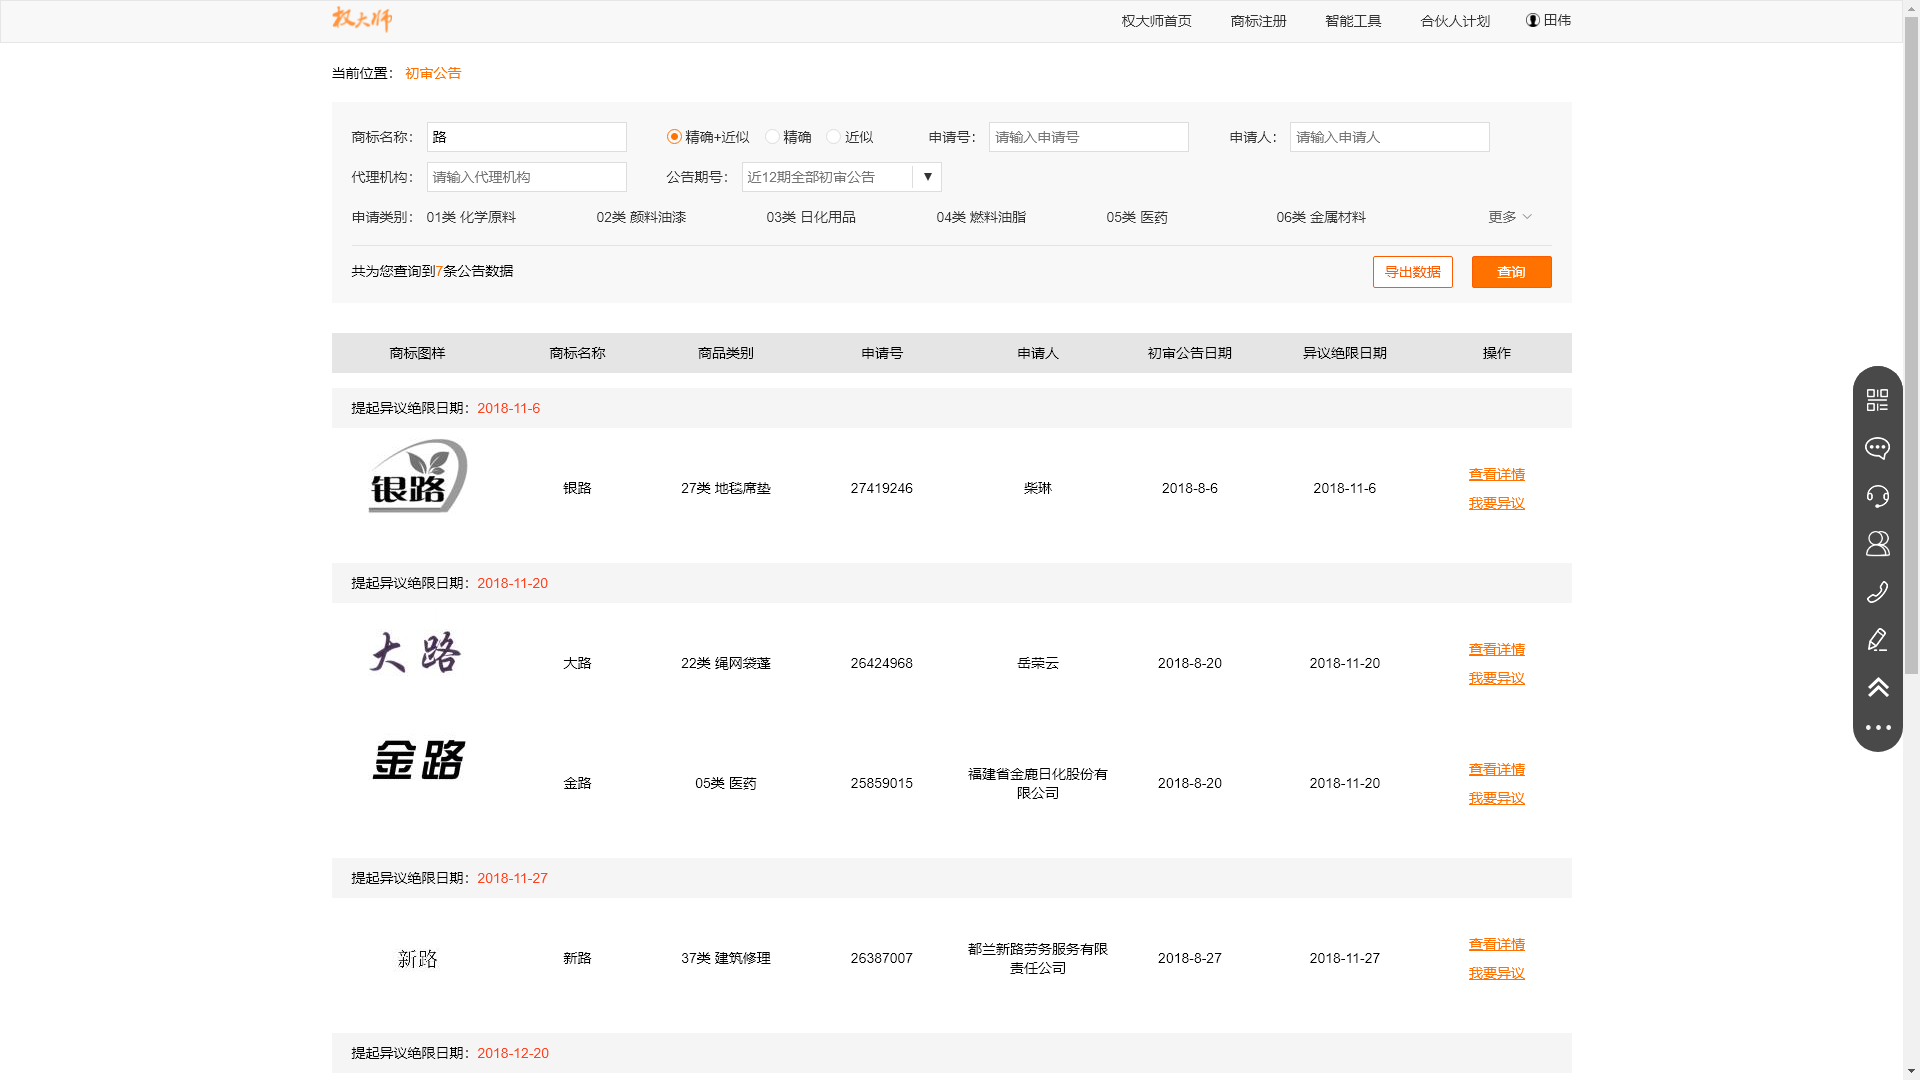 权大师 权大师首页 商标注册 智能工具 合伙人计划 田伟
当前位置： 初审公告
商标名称： 路 精确+近似 精确 近似 申请号： 请输入申请号 申请人： 请输入申请人
代理机构： 请输入代理机构 公告期号： 近12期全部初审公告
申请类别： 01类 化学原料 02类 颜料油漆 03类 日化用品 04类 燃料油脂 05类 医药 06类 金属材料 更多
共为您查询到7条公告数据 导出数据 查询
商标图样 商标名称 商品类别 申请号 申请人 初审公告日期 异议绝限日期 操作
提起异议绝限日期：2018-11-6
银路 银路 27类 地毯席垫 27419246 柴琳 2018-8-6 2018-11-6 查看详情
我要异议
提起异议绝限日期：2018-11-20
大路 大路 22类 绳网袋蓬 26424968 岳荣云 2018-8-20 2018-11-20 查看详情
我要异议
金路 金路 05类 医药 25859015 福建省金鹿日化股份有 2018-8-20 2018-11-20 查看详情
限公司 我要异议
提起异议绝限日期：2018-11-27
新路 新路 37类 建筑修理 26387007 都兰新路劳务服务有限 2018-8-27 2018-11-27 查看详情
责任公司 我要异议
提起异议绝限日期：2018-12-20